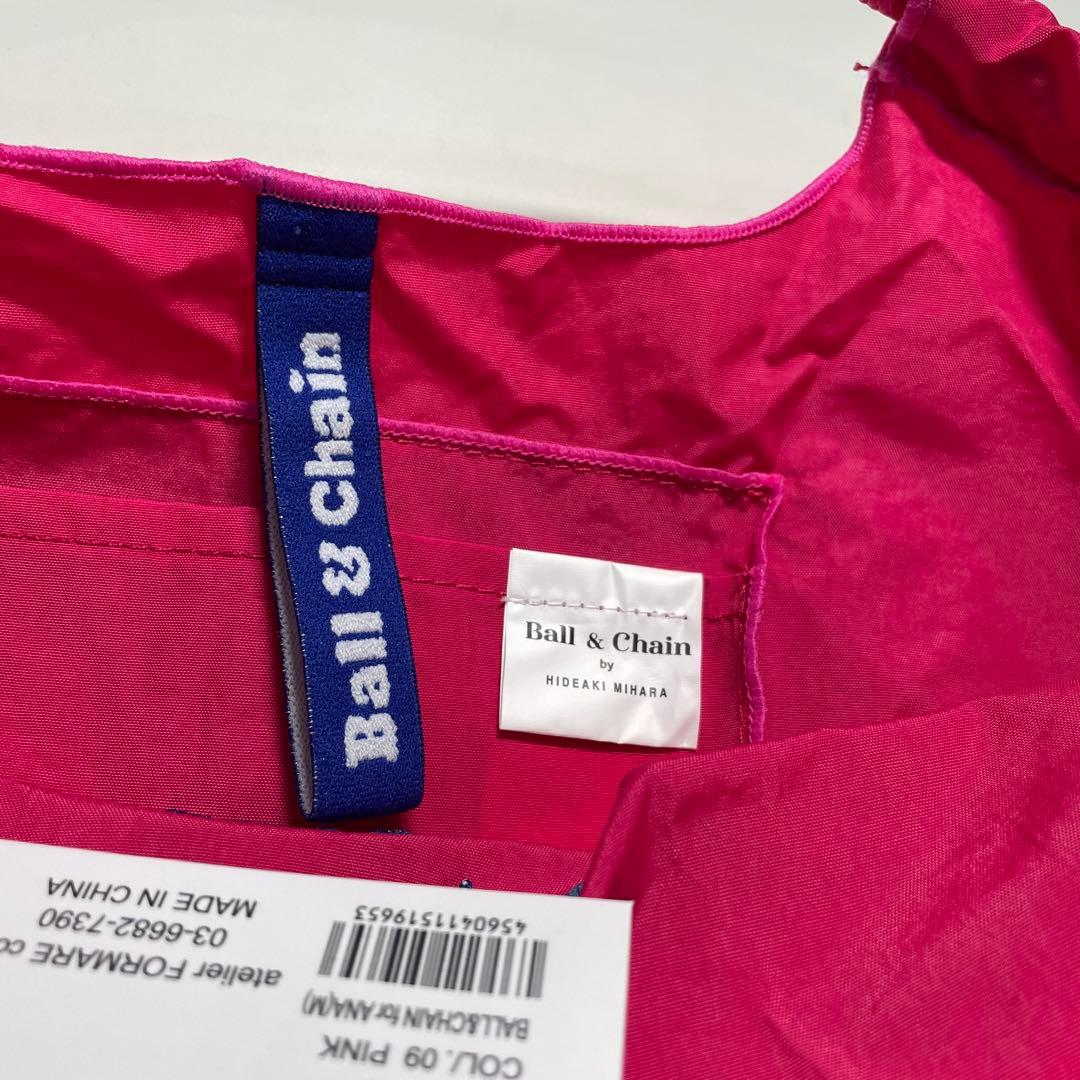 Ball & Chain
Ball & Chain
by
HIDEAKI MIHARA
COL/. 09 PINK
BALL&CHAIN for ANA(M)
4560411519653
atelier FORMARE co
03-6682-7390
MADE IN CHINA